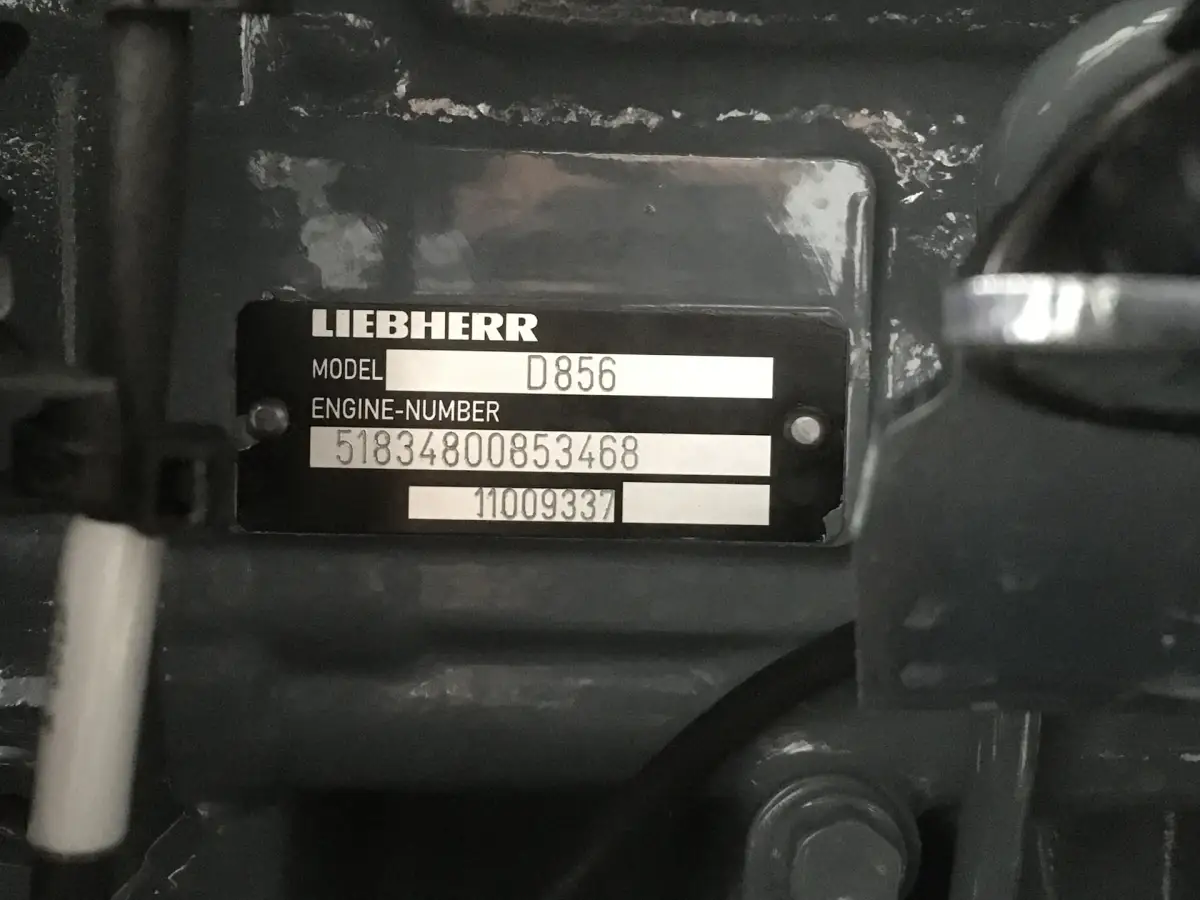 LIEBHERR
MODEL D856
ENGINE-NUMBER
51834800853468
11009337